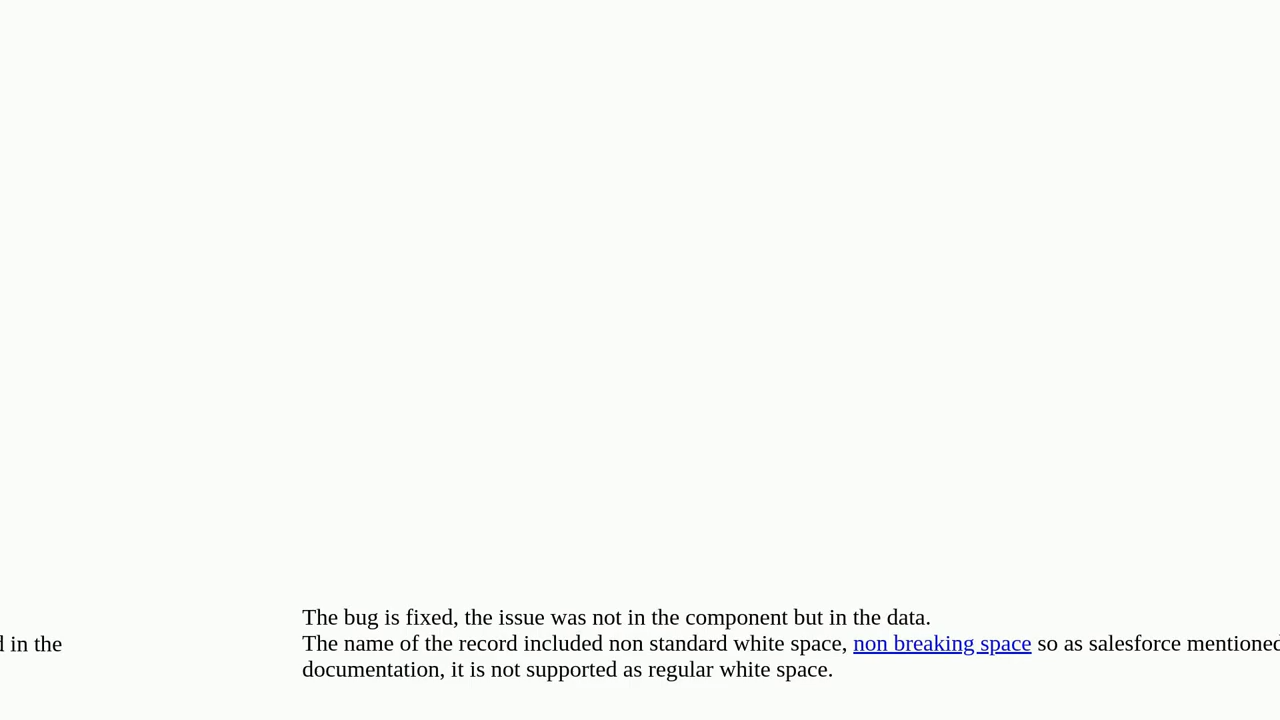 The bug is fixed, the issue was not in the component but in the data.
in the
The name of the record included non standard white space, non breaking space so as salesforce mentioned
documentation, it is not supported as regular white space.